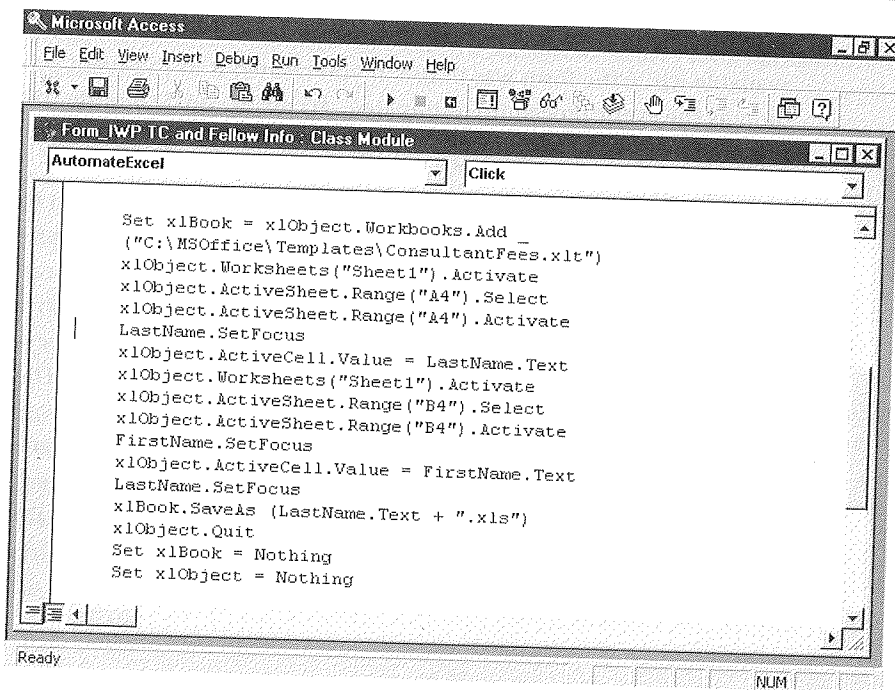 Microsoft Access
File Edit View Insert Debug Run Tools Window Help
Form_IWP TC and Fellow Info : Class Module
AutomateExcel Click
Set xlBook = xlObject.Workbooks.Add _
("C:\MSOffice\Templates\ConsultantFees.xlt")
xlObject.Worksheets("Sheet1").Activate
xlObject.ActiveSheet.Range("A4").Select
xlObject.ActiveSheet.Range("A4").Activate
LastName.SetFocus
xlObject.ActiveCell.Value = LastName.Text
xlObject.Worksheets("Sheet1").Activate
xlObject.ActiveSheet.Range("B4").Select
xlObject.ActiveSheet.Range("B4").Activate
FirstName.SetFocus
xlObject.ActiveCell.Value = FirstName.Text
LastName.SetFocus
xlBook.SaveAs (LastName.Text + ".xls")
xlObject.Quit
Set xlBook = Nothing
Set xlObject = Nothing
Ready NUM